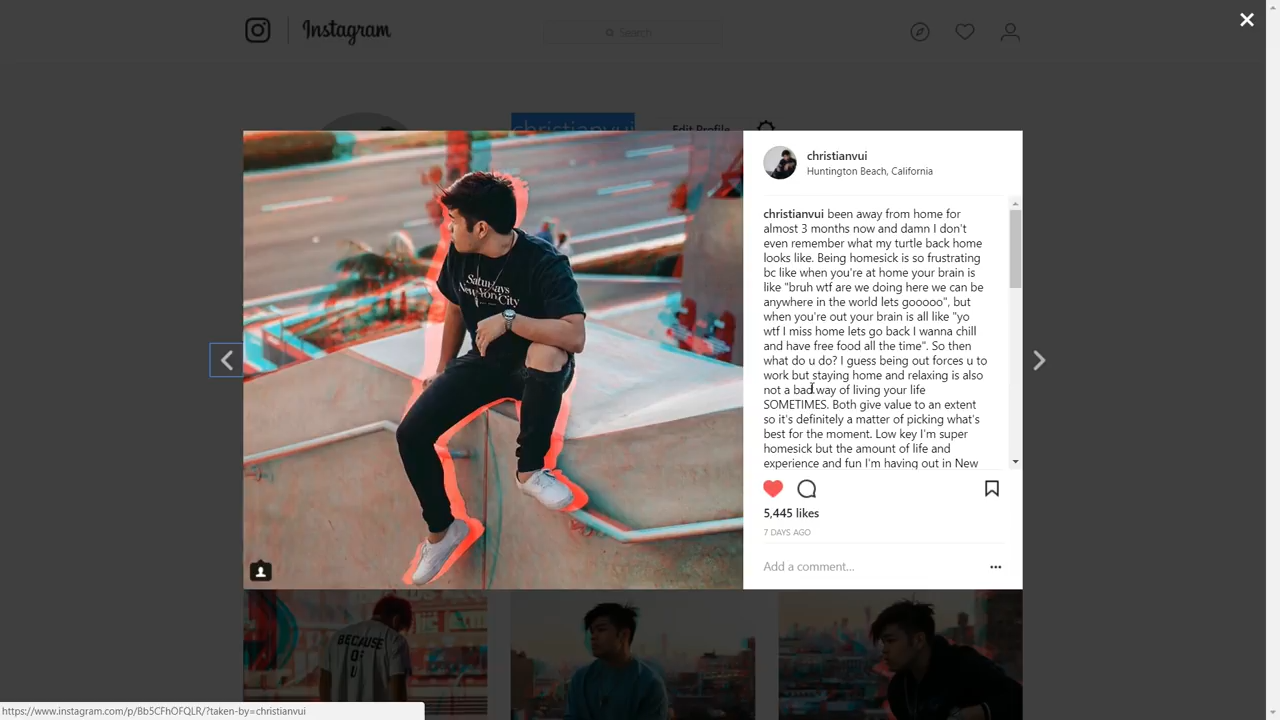 Instagram
Search
christianvui
Edit Profile
christianvui
Huntington Beach, California
christianvui been away from home for
almost 3 months now and damn I don't
even remember what my turtle back home
looks like. Being homesick is so frustrating
bc like when you're at home your brain is
like "bruh wtf are we doing here we can be
anywhere in the world lets gooooo", but
when you're out your brain is all like "yo
wtf I miss home lets go back I wanna chill
and have free food all the time". So then
what do u do? I guess being out forces u to
work but staying home and relaxing is also
not a bad way of living your life
SOMETIMES. Both give value to an extent
so it's definitely a matter of picking what's
best for the moment. Low key I'm super
homesick but the amount of life and
experience and fun I'm having out in New
5,445 likes
7 DAYS AGO
Add a comment...
Saturdays
New York City
BECAUSE
OF
U
https://www.instagram.com/p/Bb5CFhOFQLR/?taken-by=christianvui